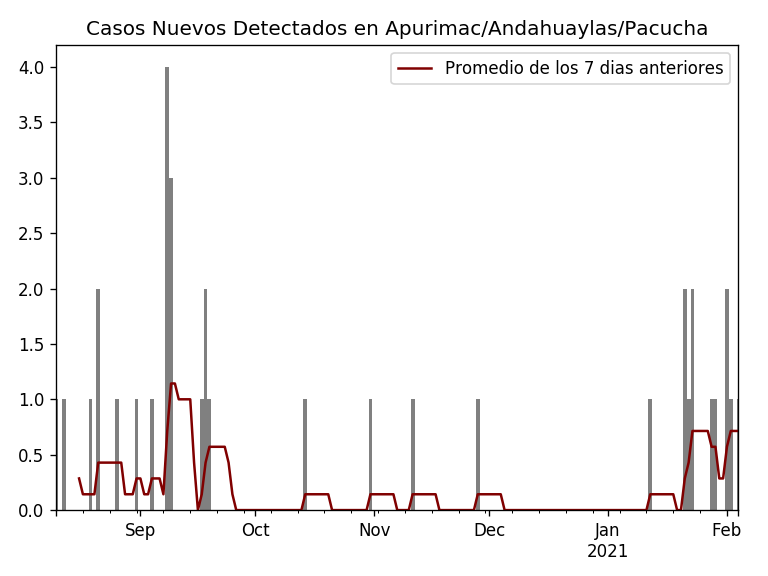 Casos Nuevos Detectados en Apurimac/Andahuaylas/Pacucha
Promedio de los 7 dias anteriores
4.0
3.5
3.0
2.5
2.0
1.5
1.0
0.5
0.0
Sep
Oct
Nov
Dec
Jan
2021
Feb